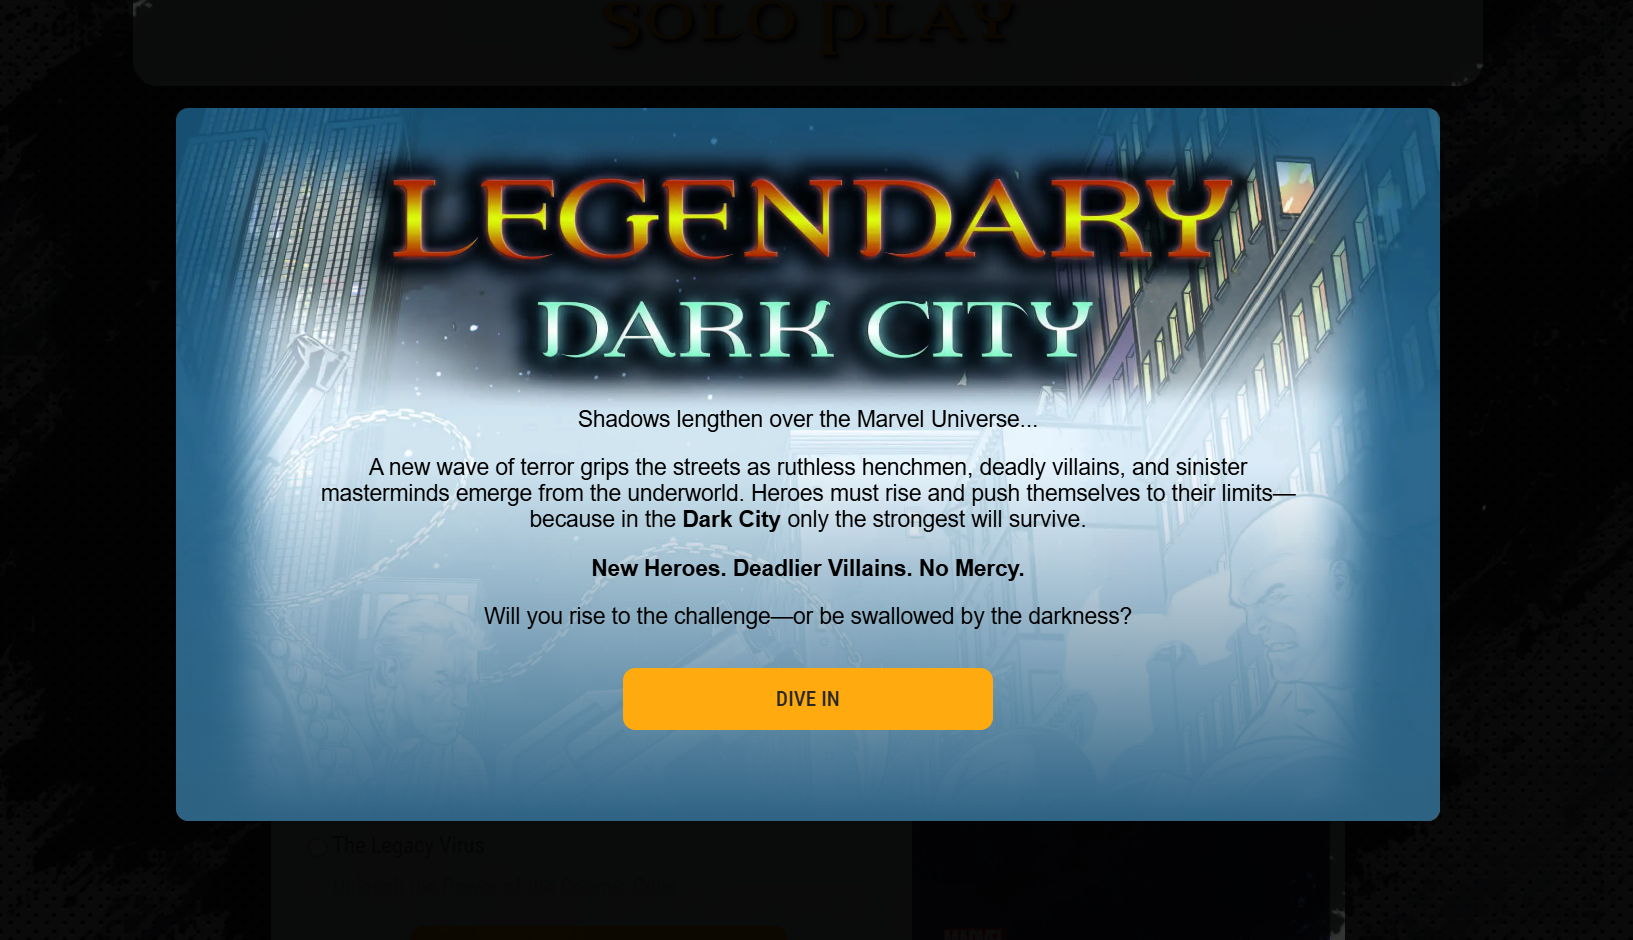 SOLO PLAY
LEGENDARY
DARK CITY
Shadows lengthen over the Marvel Universe...
A new wave of terror grips the streets as ruthless henchmen, deadly villains, and sinister
masterminds emerge from the underworld. Heroes must rise and push themselves to their limits—
because in the Dark City only the strongest will survive.
New Heroes. Deadlier Villains. No Mercy.
Will you rise to the challenge—or be swallowed by the darkness?
DIVE IN
The Legacy Virus
MARVEL